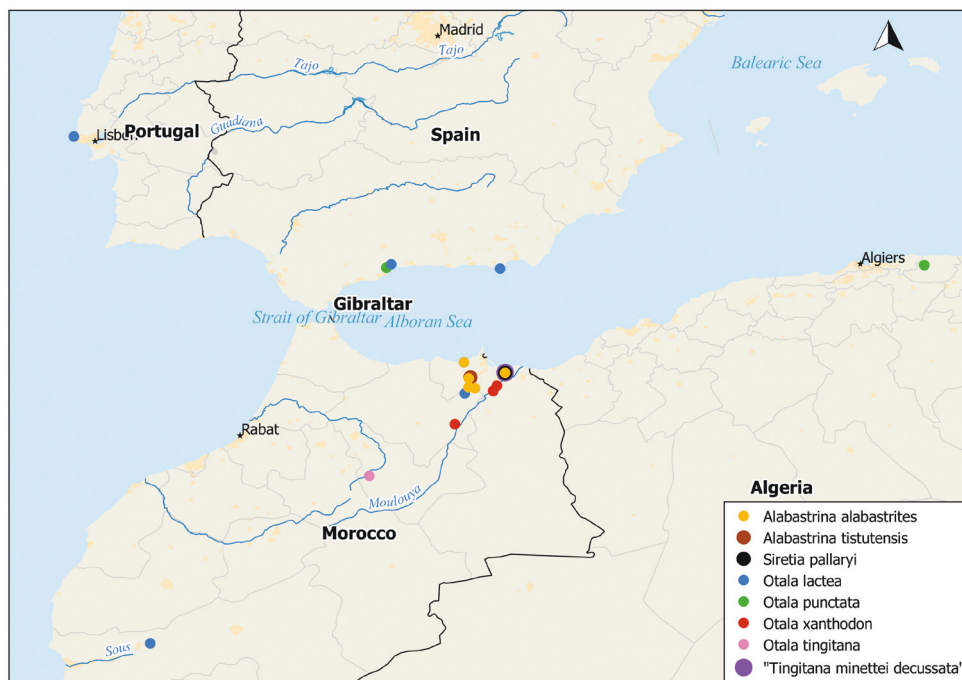 Madrid
Tajo
Tajo
Balearic Sea
Guadiana
Lisbon
Portugal
Spain
Algiers
Gibraltar
Strait of Gibraltar
Alboran Sea
Rabat
Moulouya
Morocco
Algeria
Sous
Alabastrina alabastrites
Alabastrina tistutensis
Siretia pallaryi
Otala lactea
Otala punctata
Otala xanthodon
Otala tingitana
"Tingitana minettei decussata"